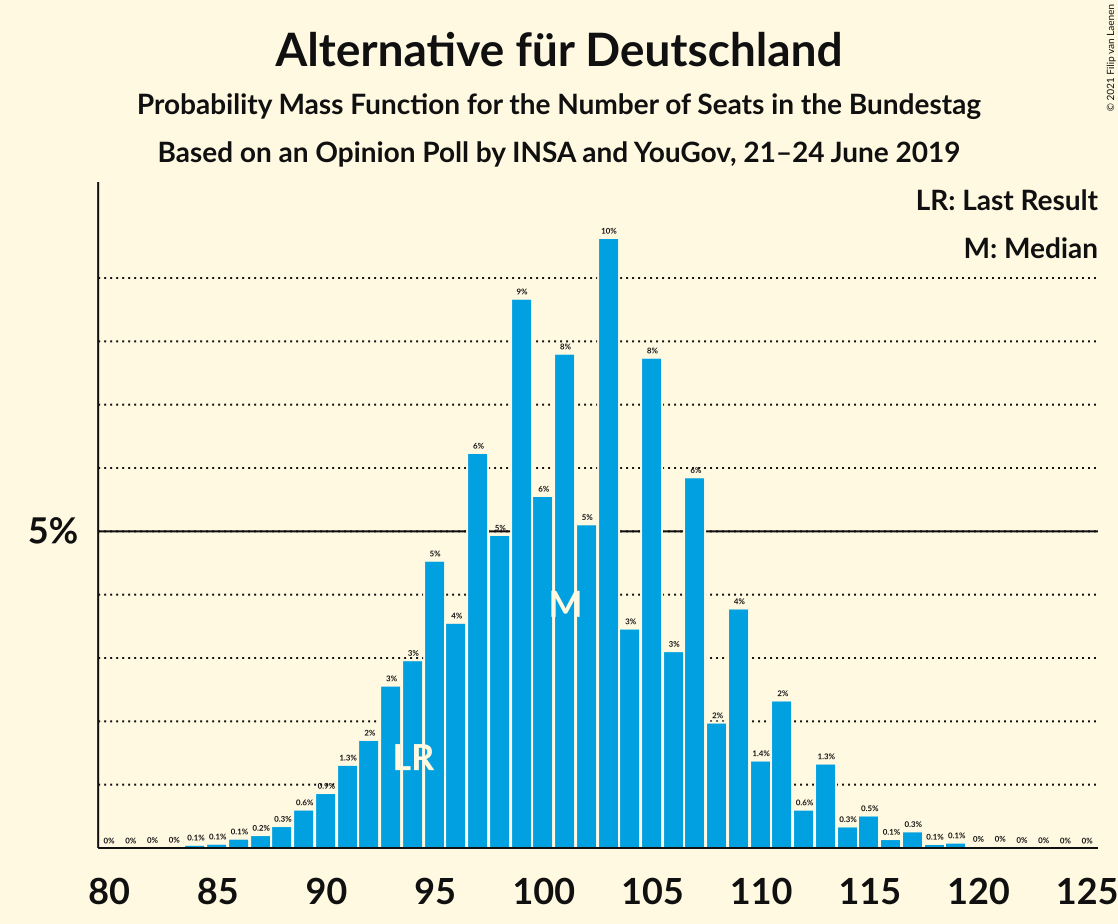 Alternative für Deutschland
Probability Mass Function for the Number of Seats in the Bundestag
Based on an Opinion Poll by INSA and YouGov, 21–24 June 2019
© 2021 Filip van Laenen
LR: Last Result
M: Median
5%
0% 0% 0% 0% 0.1% 0.1% 0.1% 0.2% 0.3% 0.6% 0.9% 1.3% 2% 3% 3% 5% 4% 6% 5% 9% 6% 8% 5% 10% 3% 8% 3% 6% 2% 4% 1.4% 2% 0.6% 1.3% 0.3% 0.5% 0.1% 0.3% 0.1% 0.1% 0% 0% 0% 0% 0% 0%
M
LR
80 85 90 95 100 105 110 115 120 125